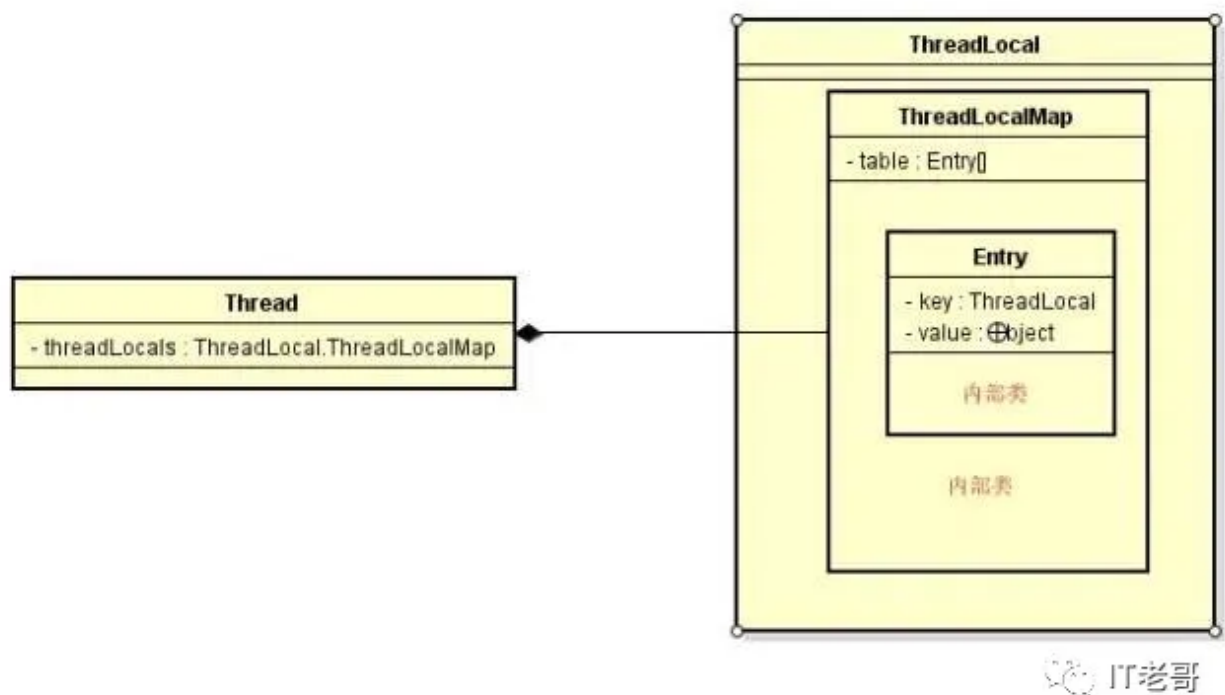 ThreadLocal
ThreadLocalMap
- table : Entry[]
Entry
- key : ThreadLocal
- value : Object
内部类
内部类
Thread
- threadLocals : ThreadLocal.ThreadLocalMap
IT老哥